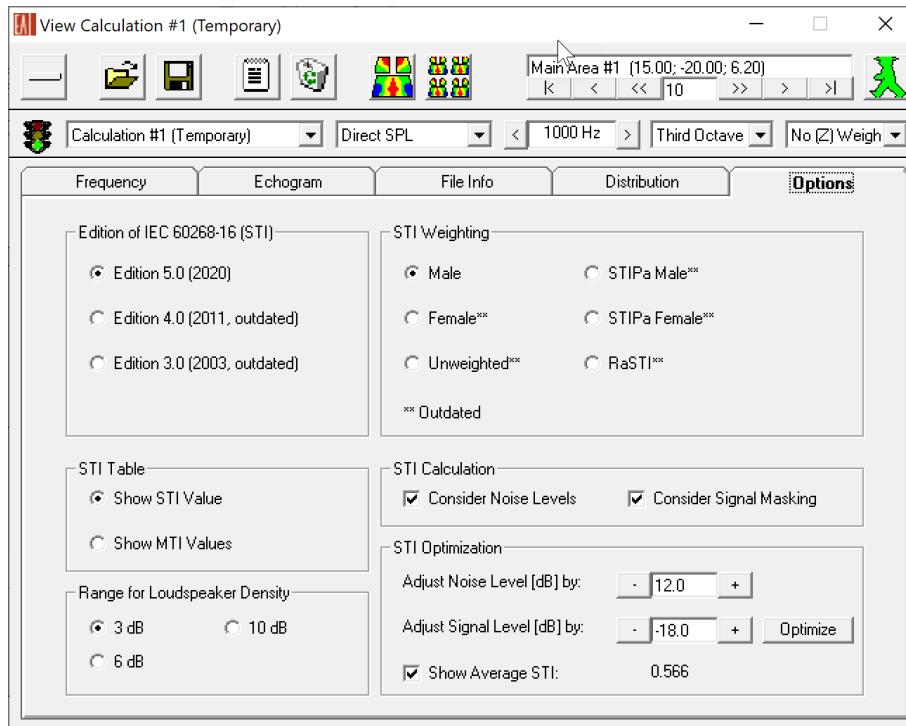 EAI View Calculation #1 (Temporary)
Main Area #1 (15.00; -20.00; 6.20)
|< < << 10 >> > >|
Calculation #1 (Temporary) Direct SPL < 1000 Hz > Third Octave No (Z) Weigh
Frequency Echogram File Info Distribution Options
Edition of IEC 60268-16 (STI) STI Weighting
Edition 5.0 (2020) Male STIPa Male**
Edition 4.0 (2011, outdated) Female** STIPa Female**
Edition 3.0 (2003, outdated) Unweighted** RaSTI**
** Outdated
STI Table STI Calculation
Show STI Value Consider Noise Levels Consider Signal Masking
Show MTI Values STI Optimization
Adjust Noise Level [dB] by: - 12.0 +
Range for Loudspeaker Density
3 dB 10 dB Adjust Signal Level [dB] by: - -18.0 + Optimize
6 dB Show Average STI: 0.566